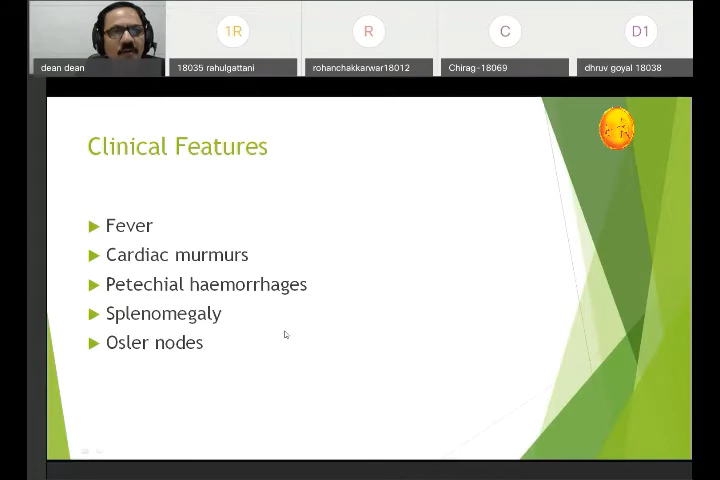 1R
R
C
D1
dean dean
18035 rahulgattani
rohanchakkarwar18012
Chirag-18069
dhruv goyal 18038
Clinical Features
Fever
Cardiac murmurs
Petechial haemorrhages
Splenomegaly
Osler nodes